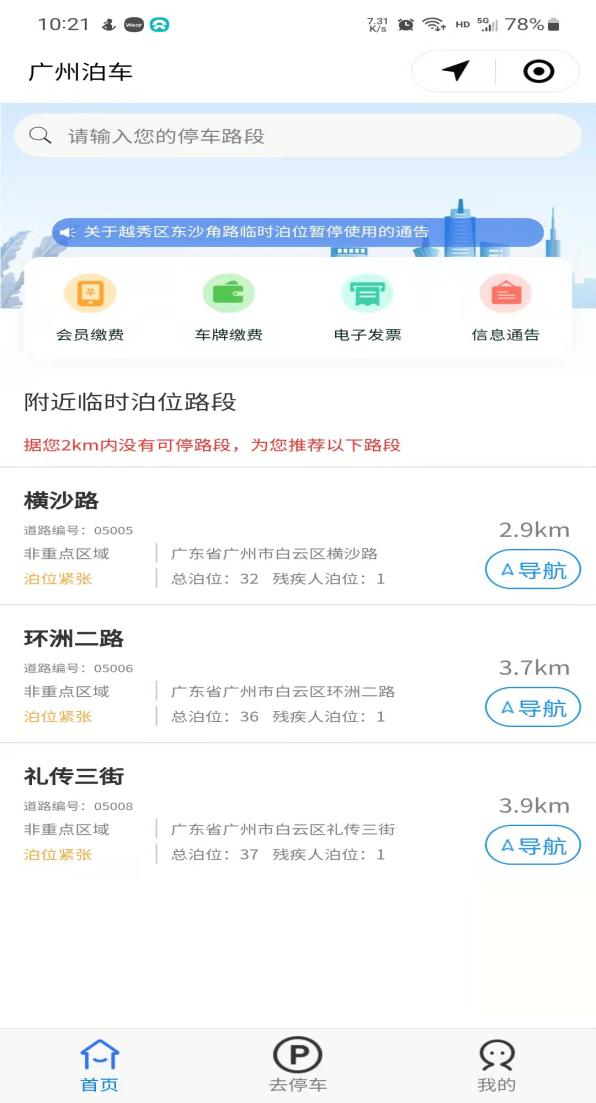 10:21
Wear
7.31
K/s
HD
5G
78%
广州泊车
请输入您的停车路段
关于越秀区东沙角路临时泊位暂停使用的通告
会员缴费 车牌缴费 电子发票 信息通告
附近临时泊位路段
据您2km内没有可停路段，为您推荐以下路段
横沙路
道路编号：05005
2.9km
非重点区域 广东省广州市白云区横沙路
导航
泊位紧张 总泊位：32 残疾人泊位：1
环洲二路
道路编号：05006
3.7km
非重点区域 广东省广州市白云区环洲二路
导航
泊位紧张 总泊位：36 残疾人泊位：1
礼传三街
道路编号：05008
3.9km
非重点区域 广东省广州市白云区礼传三街
导航
泊位紧张 总泊位：37 残疾人泊位：1
P
首页 去停车 我的